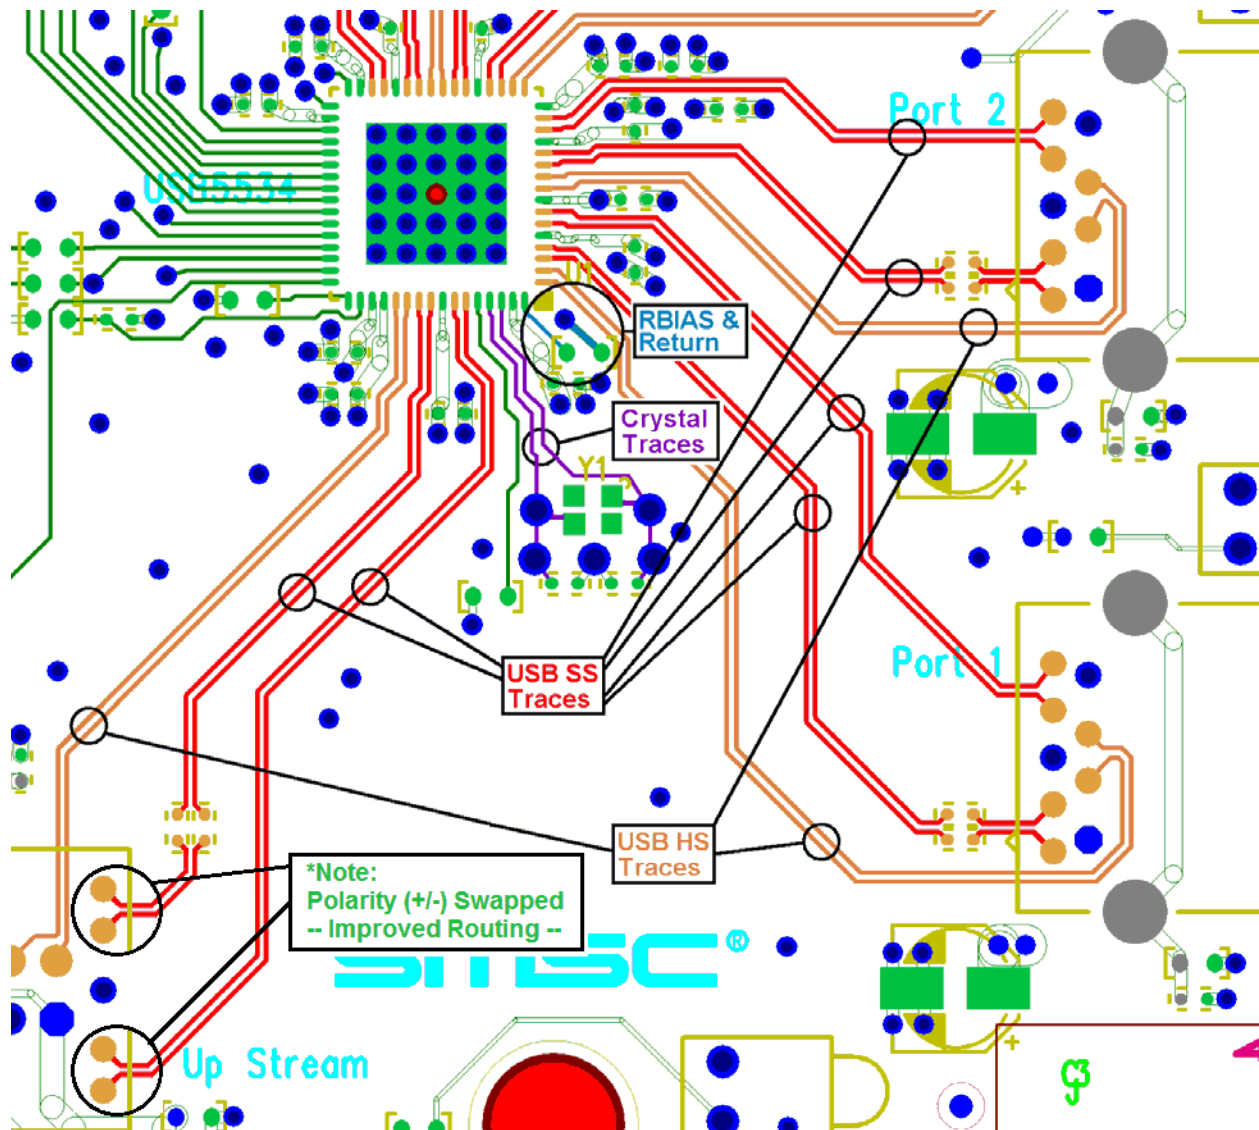 Port 2
USB5534
U1
RBIAS &
Return
Crystal
Traces
Y1
+
Port 1
USB SS
Traces
USB HS
Traces
*Note:
Polarity (+/-) Swapped
-- Improved Routing --
smsc®
Up Stream
+
C3